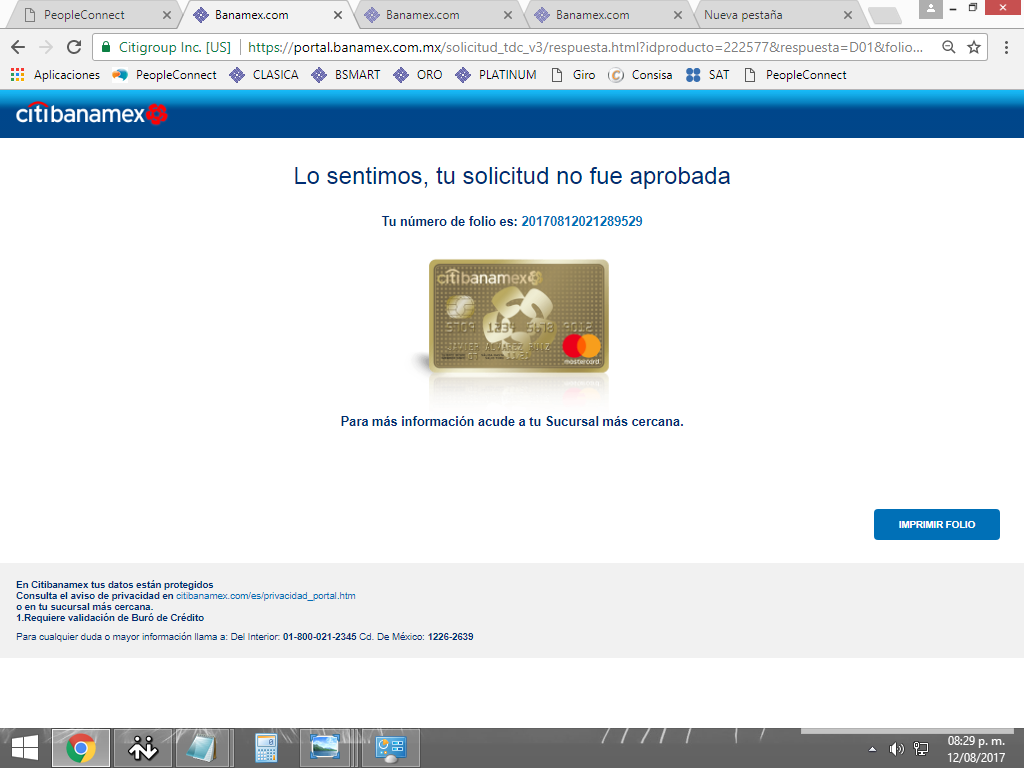 PeopleConnect
Banamex.com
Banamex.com
Banamex.com
Nueva pestaña
Citigroup Inc. [US]
https://portal.banamex.com.mx/solicitud_tdc_v3/respuesta.html?idproducto=222577&respuesta=D01&folio...
Aplicaciones
PeopleConnect
CLASICA
BSMART
ORO
PLATINUM
Giro
Consisa
SAT
PeopleConnect
citibanamex
Lo sentimos, tu solicitud no fue aprobada
Tu número de folio es: 20170812021289529
citibanamex
5709 1234 5678 9012
JAVIER ALVAREZ RUIZ
mastercard
Para más información acude a tu Sucursal más cercana.
IMPRIMIR FOLIO
En Citibanamex tus datos están protegidos
Consulta el aviso de privacidad en citibanamex.com/es/privacidad_portal.htm
o en tu sucursal más cercana.
1.Requiere validación de Buró de Crédito
Para cualquier duda o mayor información llama a: Del Interior: 01-800-021-2345 Cd. De México: 1226-2639
08:29 p. m.
12/08/2017